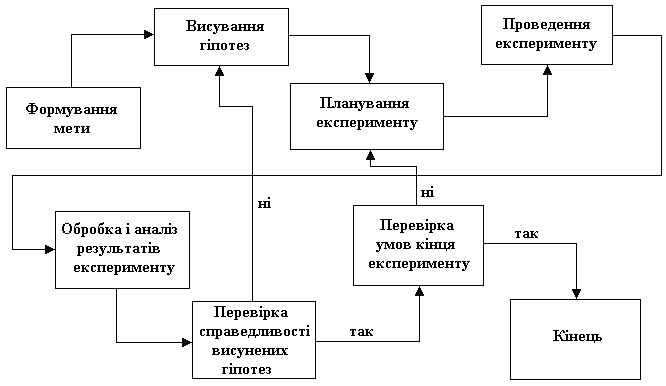 Формування
мети
Висування
гіпотез
Планування
експерименту
Проведення
експерименту
Обробка і аналіз
результатів
експерименту
Перевірка
справедливості
висунених
гіпотез
ні
так
Перевірка
умов кінця
експерименту
ні
так
Кінець